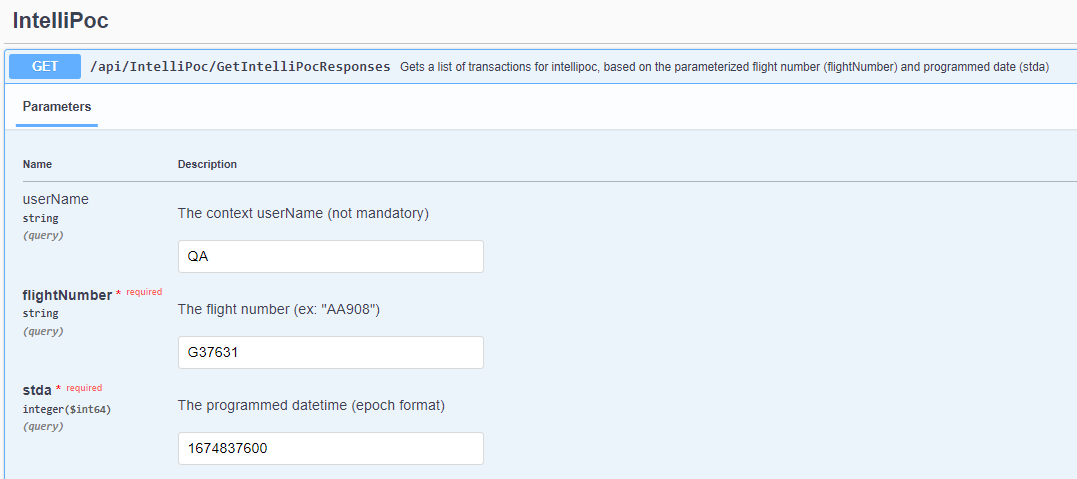 IntelliPoc
GET /api/IntelliPoc/GetIntelliPocResponses Gets a list of transactions for intellipoc, based on the parameterized flight number (flightNumber) and programmed date (stda)
Parameters
Name Description
userName
string
(query)
The context userName (not mandatory)
QA
flightNumber * required
string
(query)
The flight number (ex: "AA908")
G37631
stda * required
integer($int64)
(query)
The programmed datetime (epoch format)
1674837600